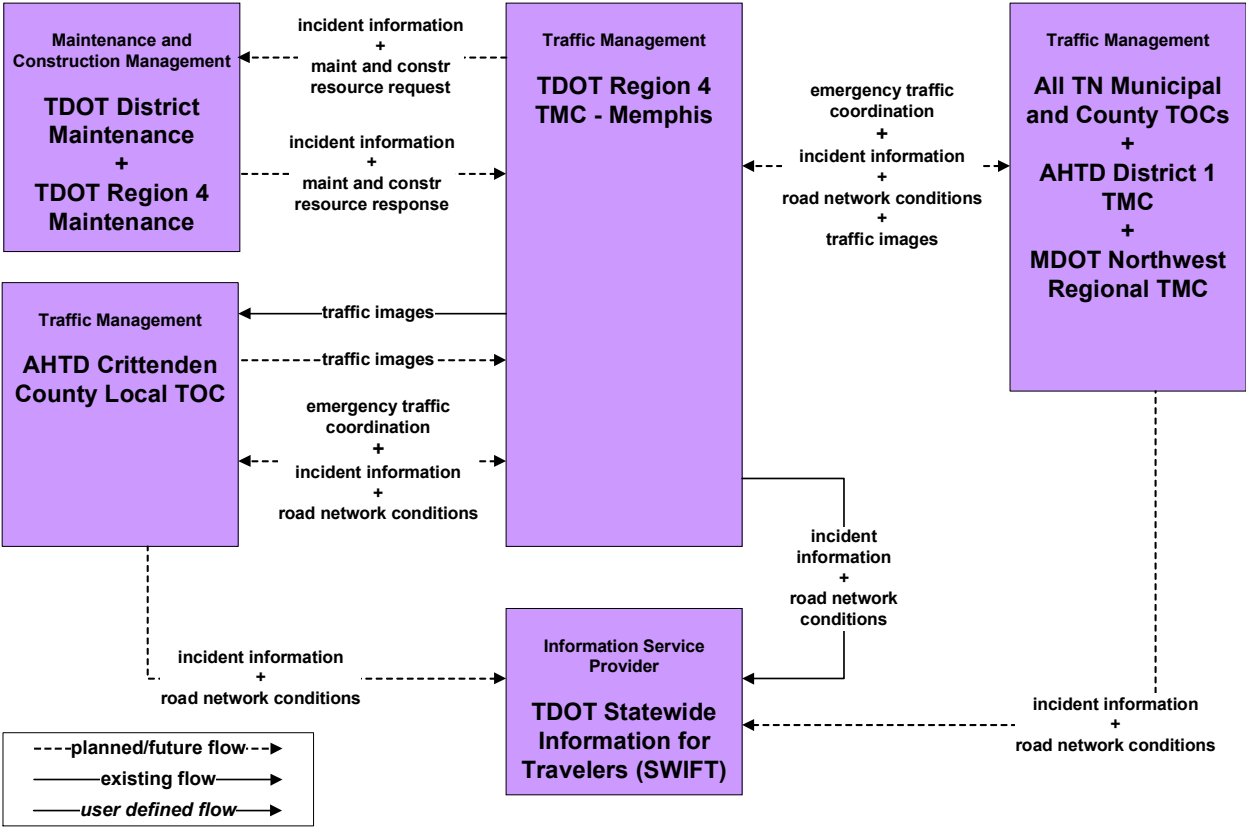 Maintenance and
Construction Management
TDOT District
Maintenance
+
TDOT Region 4
Maintenance
incident information
+
maint and constr
resource request
incident information
+
maint and constr
resource response
Traffic Management
TDOT Region 4
TMC - Memphis
emergency traffic
coordination
+
incident information
+
road network conditions
+
traffic images
Traffic Management
All TN Municipal
and County TOCs
+
AHTD District 1
TMC
+
MDOT Northwest
Regional TMC
Traffic Management
AHTD Crittenden
County Local TOC
traffic images
traffic images
emergency traffic
coordination
+
incident information
+
road network conditions
incident
information
+
road network
conditions
incident information
+
road network conditions
Information Service
Provider
TDOT Statewide
Information for
Travelers (SWIFT)
incident information
+
road network conditions
planned/future flow
existing flow
user defined flow